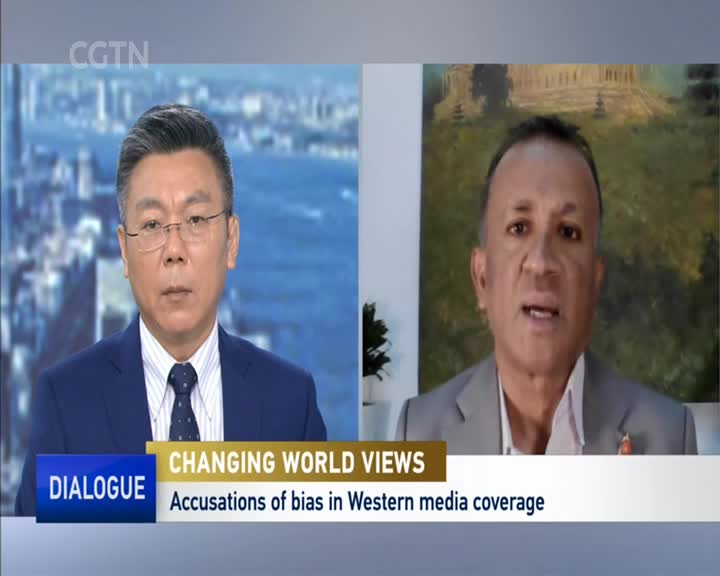 CGTN
CHANGING WORLD VIEWS
DIALOGUE
Accusations of bias in Western media coverage